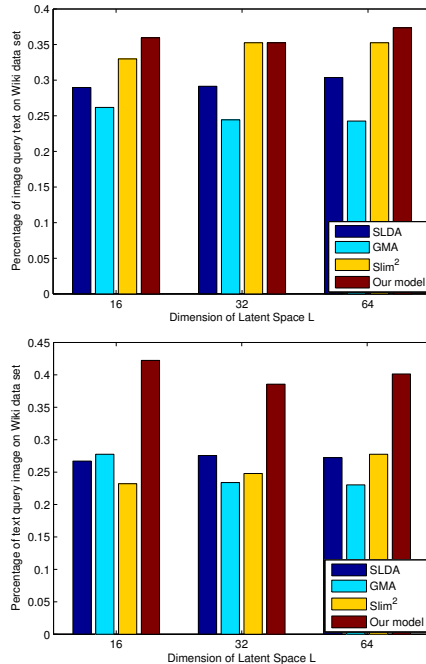 Percentage of image query text on Wiki data set
0.4
0.35
0.3
0.25
0.2
0.15
0.1
0.05
0
16
32
64
Dimension of Latent Space L
SLDA
GMA
Slim²
Our model
Percentage of text query image on Wiki data set
0.45
0.4
0.35
0.3
0.25
0.2
0.15
0.1
0.05
0
16
32
64
Dimension of Latent Space L
SLDA
GMA
Slim²
Our model